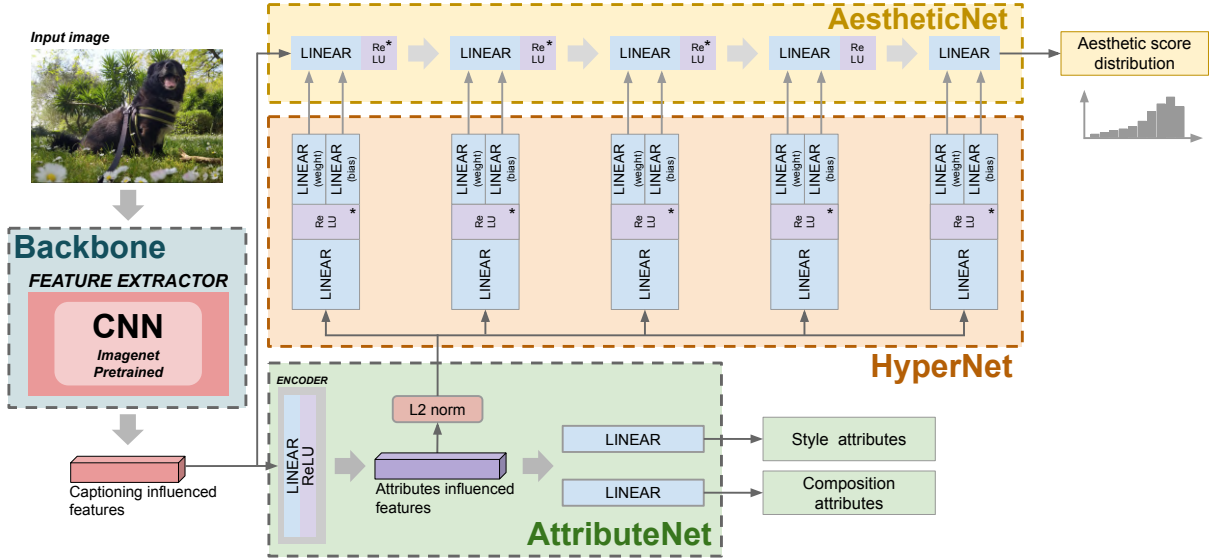 AestheticNet
Input image
LINEAR
Re*
LU
LINEAR
Re*
LU
LINEAR
Re*
LU
LINEAR
Re
LU
LINEAR
Aesthetic score
distribution
LINEAR
(weight)
LINEAR
(bias)
LINEAR
(weight)
LINEAR
(bias)
LINEAR
(weight)
LINEAR
(bias)
LINEAR
(weight)
LINEAR
(bias)
LINEAR
(weight)
LINEAR
(bias)
Re *
LU
Re *
LU
Re *
LU
Re *
LU
Re *
LU
LINEAR
LINEAR
LINEAR
LINEAR
LINEAR
HyperNet
Backbone
FEATURE EXTRACTOR
CNN
Imagenet
Pretrained
Captioning influenced
features
ENCODER
LINEAR
ReLU
L2 norm
Attributes influenced
features
LINEAR
Style attributes
LINEAR
Composition
attributes
AttributeNet